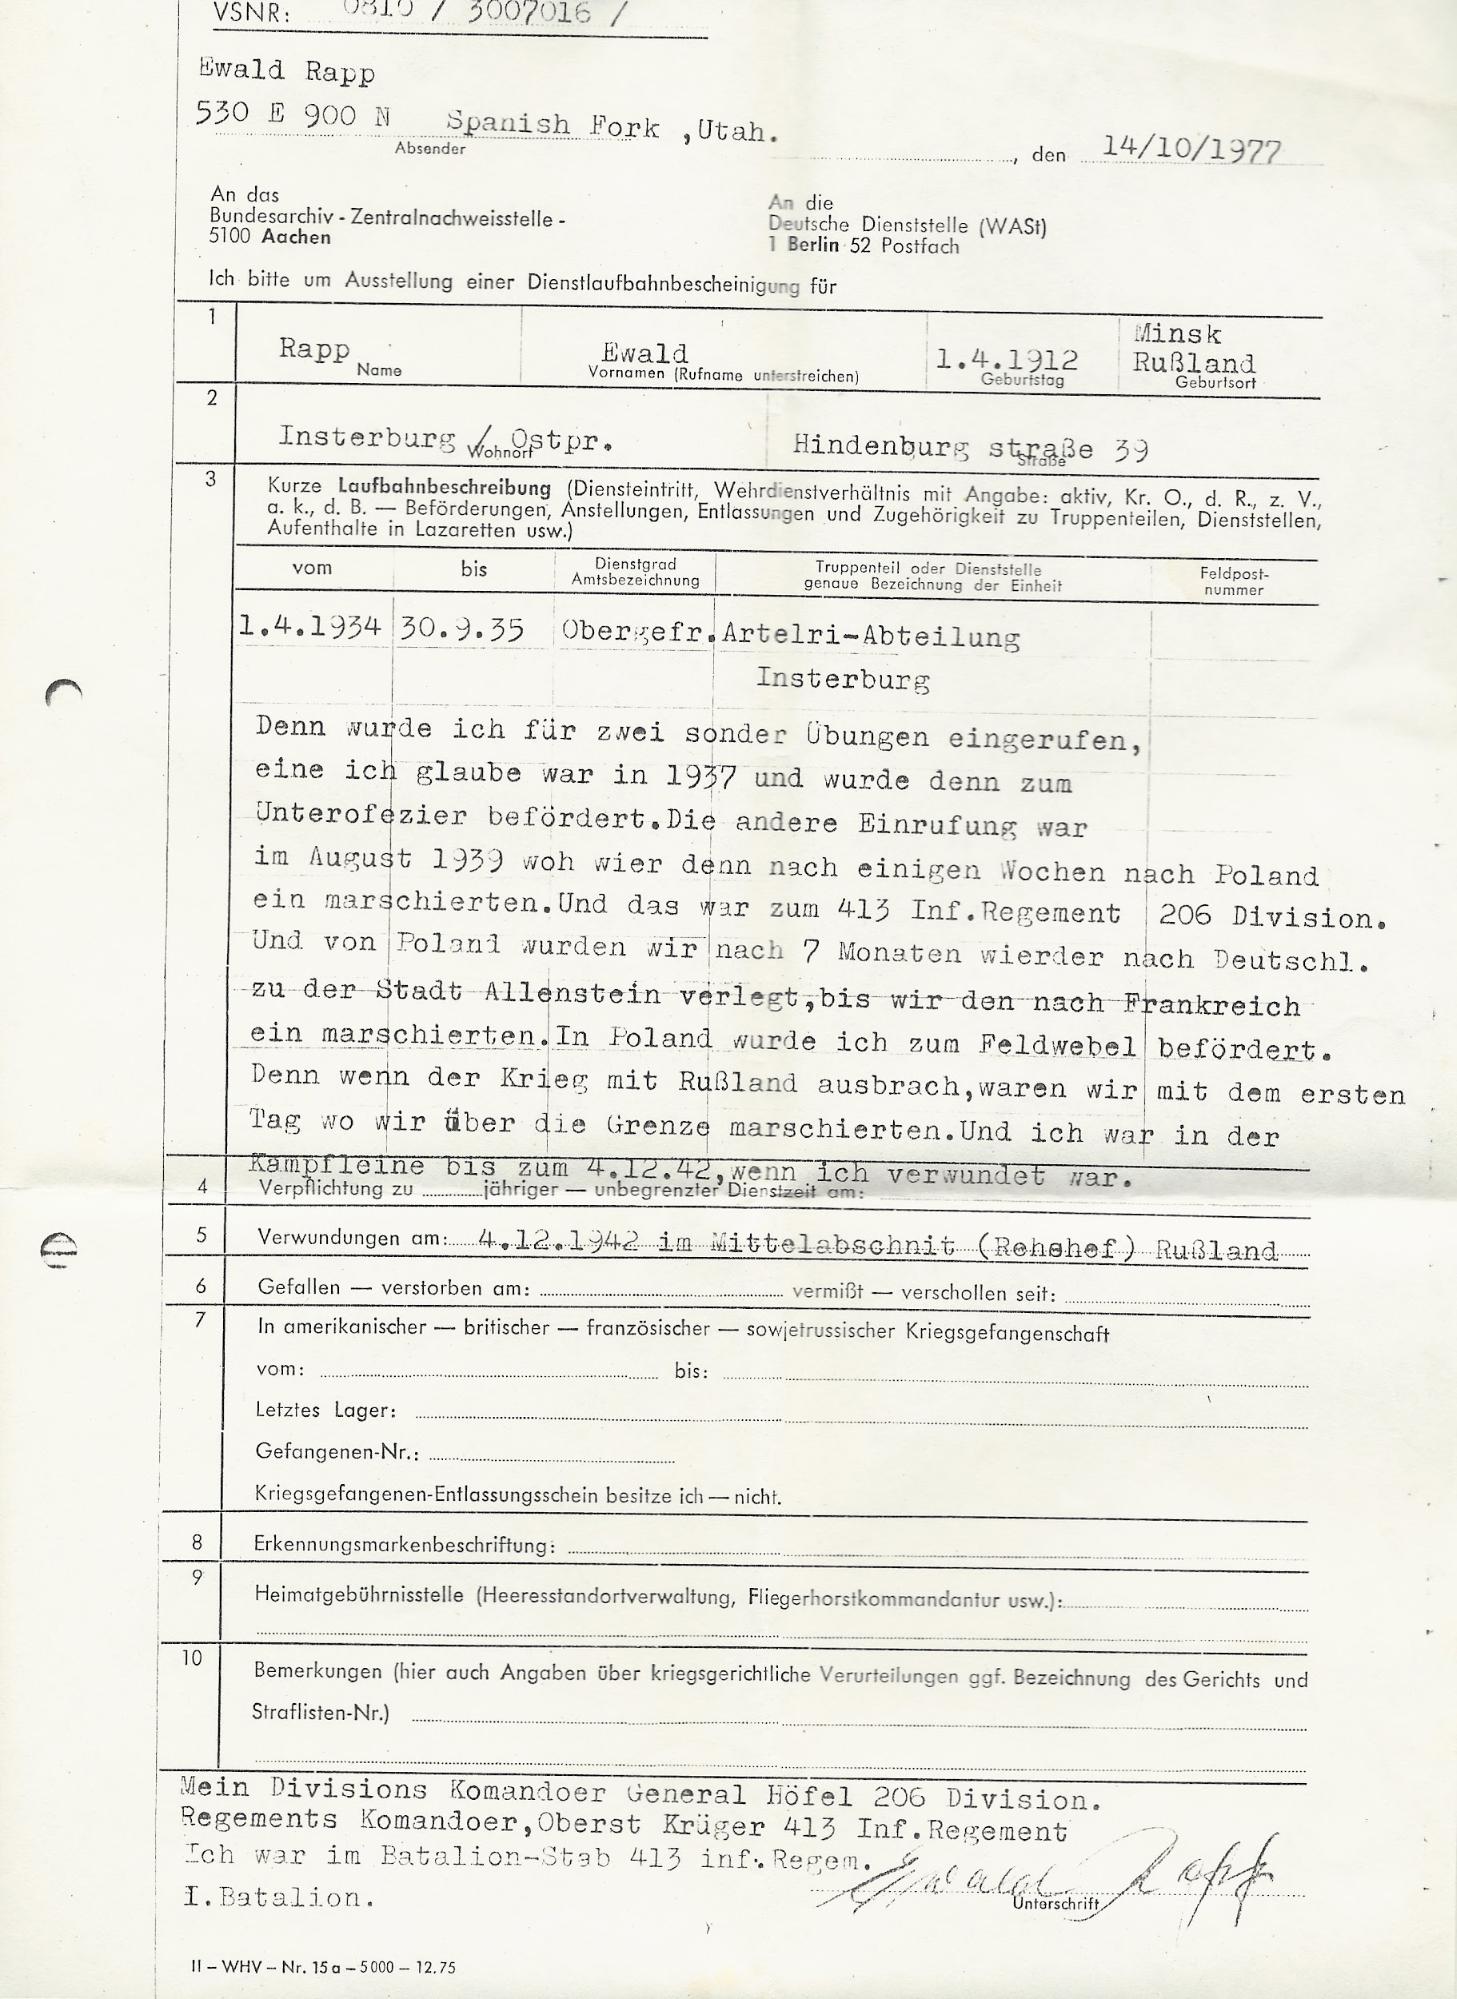 VSNR: 0810 / 3007016 /
Ewald Rapp
530 E 900 N Spanish Fork ,Utah.
Absender
, den 14/10/1977
An das
Bundesarchiv - Zentralnachweisstelle -
5100 Aachen
An die
Deutsche Dienststelle (WASt)
1 Berlin 52 Postfach
Ich bitte um Ausstellung einer Dienstlaufbahnbescheinigung für
1
Rapp Ewald 1.4.1912 Minsk Rußland
Name Vornamen (Rufname unterstreichen) Geburtstag Geburtsort
2
Insterburg / Ostpr. Hindenburg straße 39
Wohnort Straße
3 Kurze Laufbahnbeschreibung (Diensteintritt, Wehrdienstverhältnis mit Angabe: aktiv, Kr. O., d. R., z. V.,
a. k., d. B. — Beförderungen, Anstellungen, Entlassungen und Zugehörigkeit zu Truppenteilen, Dienststellen,
Aufenthalte in Lazaretten usw.)
vom bis Dienstgrad Amtsbezeichnung Truppenteil oder Dienststelle genaue Bezeichnung der Einheit Feldpost-nummer
1.4.1934 30.9.35 Obergefr. Artelri-Abteilung
Insterburg
Denn wurde ich für zwei sonder Übungen eingerufen,
eine ich glaube war in 1937 und wurde denn zum
Unterofezier befördert.Die andere Einrufung war
im August 1939 woh wier denn nach einigen Wochen nach Poland
ein marschierten.Und das war zum 413 Inf.Regement 206 Division.
Und von Poland wurden wir nach 7 Monaten wierder nach Deutschl.
zu der Stadt Allenstein verlegt,bis wir den nach Frankreich
ein marschierten.In Poland wurde ich zum Feldwebel befördert.
Denn wenn der Krieg mit Rußland ausbrach,waren wir mit dem ersten
Tag wo wir über die Grenze marschierten.Und ich war in der
Kampfleine bis zum 4.12.42,wenn ich verwundet war.
4 Verpflichtung zu jähriger — unbegrenzter Dienstzeit am:
5 Verwundungen am: 4.12.1942 im Mittelabschnit (Rehshef) Rußland
6 Gefallen — verstorben am: vermißt — verschollen seit:
7 In amerikanischer — britischer — französischer — sowjetrussischer Kriegsgefangenschaft
vom: bis:
Letztes Lager:
Gefangenen-Nr.:
Kriegsgefangenen-Entlassungsschein besitze ich — nicht.
8 Erkennungsmarkenbeschriftung:
9 Heimatgebührnisstelle (Heeresstandortverwaltung, Fliegerhorstkommandantur usw.):
10 Bemerkungen (hier auch Angaben über kriegsgerichtliche Verurteilungen ggf. Bezeichnung des Gerichts und
Straflisten-Nr.)
Mein Divisions Komandoer General Höfel 206 Division.
Regements Komandoer,Oberst Krüger 413 Inf.Regement
Ich war im Batalion-Stab 413 inf.Regem.
I.Batalion.
Ewald Rapp
Unterschrift
II – WHV – Nr. 15 a – 5000 – 12.75